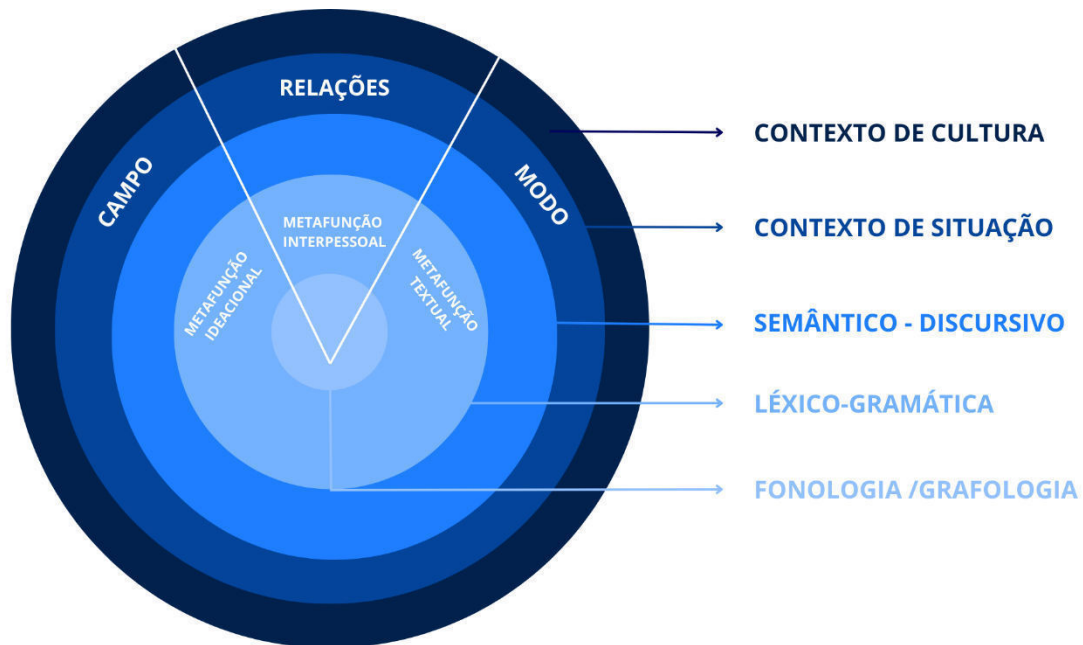 RELAÇÕES
CAMPO
MODO
METAFUNÇÃO
INTERPESSOAL
METAFUNÇÃO
IDEACIONAL
METAFUNÇÃO
TEXTUAL
CONTEXTO DE CULTURA
CONTEXTO DE SITUAÇÃO
SEMÂNTICO - DISCURSIVO
LÉXICO-GRAMÁTICA
FONOLOGIA /GRAFOLOGIA